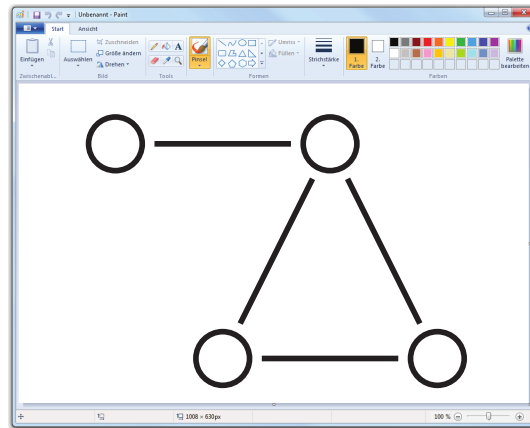 Unbenannt - Paint
Start Ansicht
Zuschneiden
Größe ändern
Drehen
Einfügen
Auswählen
A
Pinsel
Umriss
Füllen
Strichstärke
1. Farbe
2. Farbe
Palette bearbeiten
Zwischenabl...
Bild
Tools
Formen
Farben
1008 × 630px
100 %